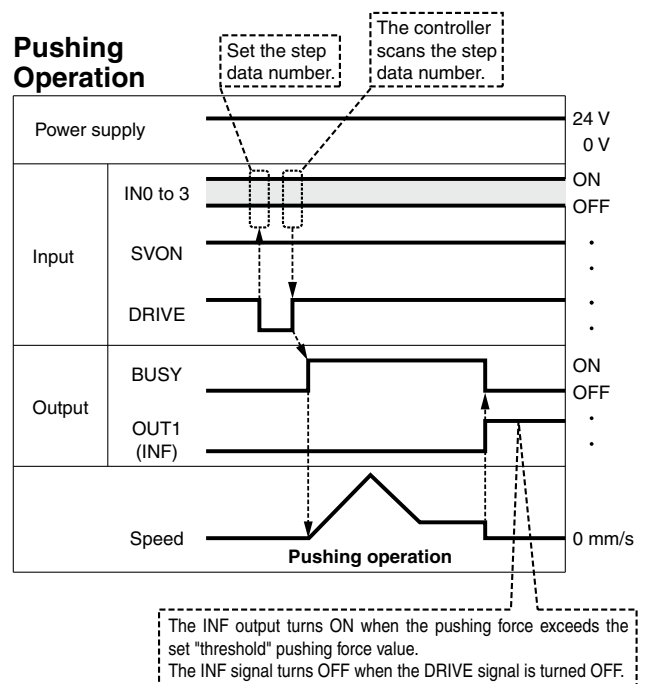 Pushing
Operation
Set the step
data number.
The controller
scans the step
data number.
Power supply
24 V
0 V
Input
IN0 to 3
ON
OFF
SVON
DRIVE
Output
BUSY
ON
OFF
OUT1
(INF)
Speed
0 mm/s
Pushing operation
The INF output turns ON when the pushing force exceeds the
set "threshold" pushing force value.
The INF signal turns OFF when the DRIVE signal is turned OFF.